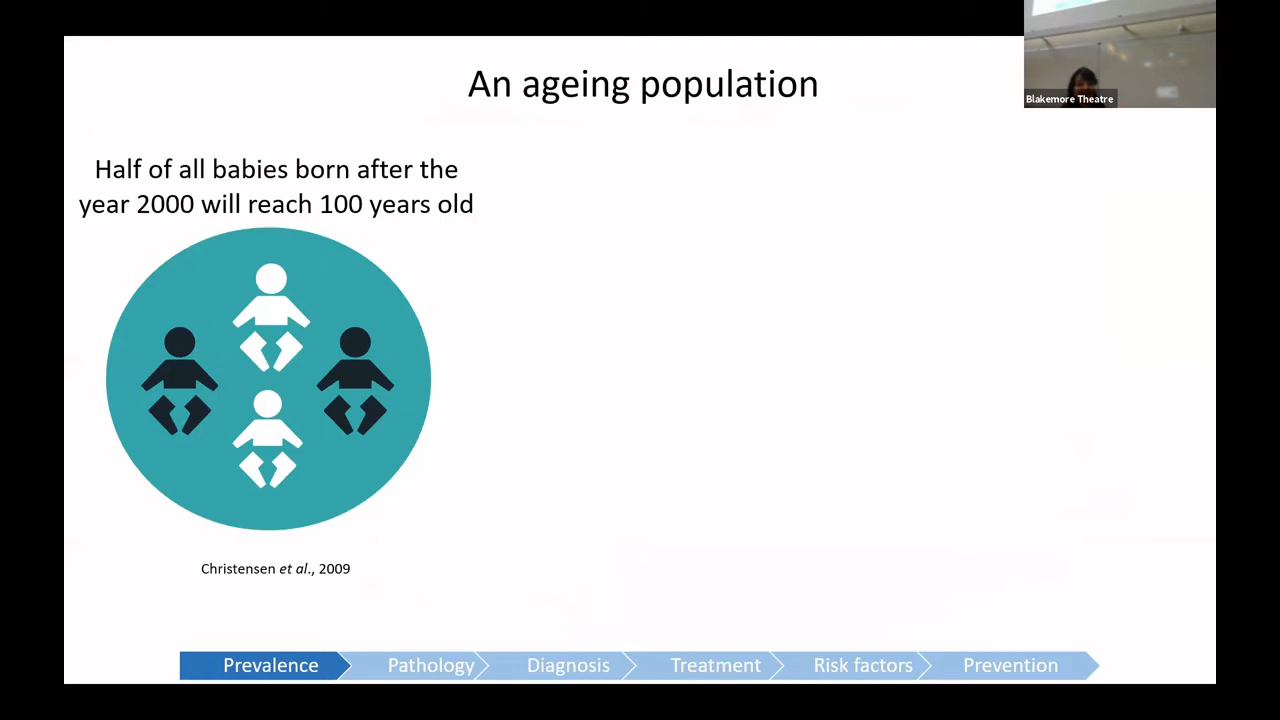 An ageing population
Blakemore Theatre
Half of all babies born after the
year 2000 will reach 100 years old
Christensen et al., 2009
Prevalence
Pathology
Diagnosis
Treatment
Risk factors
Prevention